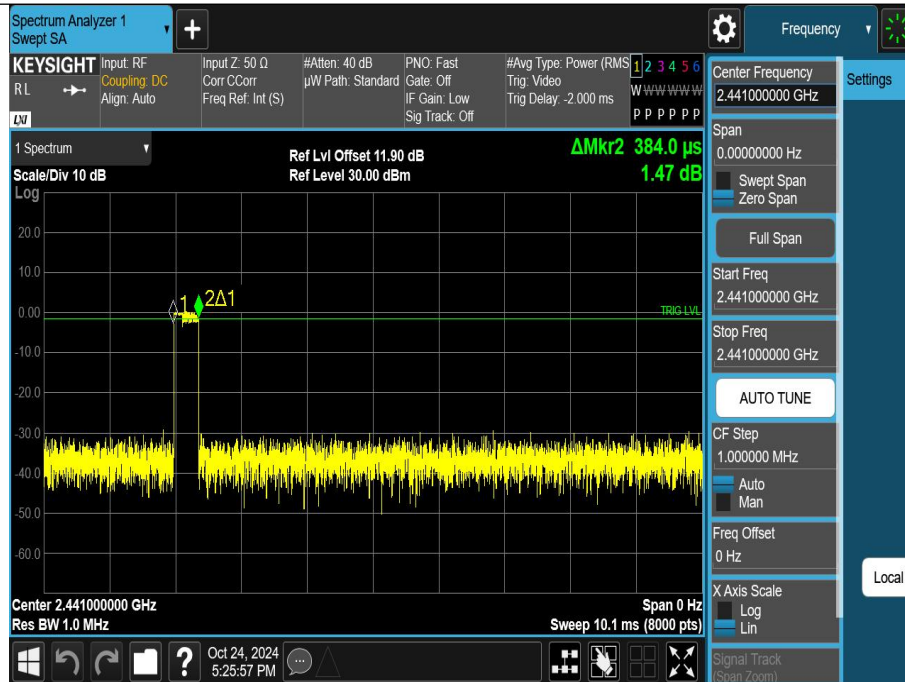 Spectrum Analyzer 1
Swept SA
Frequency
KEYSIGHT
RL
LXI
Input: RF
Coupling: DC
Align: Auto
Input Z: 50 Ω
Corr CCorr
Freq Ref: Int (S)
#Atten: 40 dB
µW Path: Standard
PNO: Fast
Gate: Off
IF Gain: Low
Sig Track: Off
#Avg Type: Power (RMS
Trig: Video
Trig Delay: -2.000 ms
1 2 3 4 5 6
W W W W W W
P P P P P P
1 Spectrum
Scale/Div 10 dB
Log
Ref Lvl Offset 11.90 dB
Ref Level 30.00 dBm
ΔMkr2 384.0 µs
1.47 dB
20.0
10.0
0.00
-10.0
-20.0
-30.0
-40.0
-50.0
-60.0
1
2Δ1
TRIG LVL
Center 2.441000000 GHz
Res BW 1.0 MHz
Span 0 Hz
Sweep 10.1 ms (8000 pts)
Oct 24, 2024
5:25:57 PM
Center Frequency
2.441000000 GHz
Span
0.00000000 Hz
Swept Span
Zero Span
Full Span
Start Freq
2.441000000 GHz
Stop Freq
2.441000000 GHz
AUTO TUNE
CF Step
1.000000 MHz
Auto
Man
Freq Offset
0 Hz
X Axis Scale
Log
Lin
Signal Track
(Span Zoom)
Settings
Local